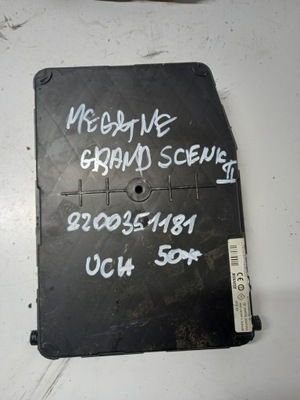 MEGANE
GRAND SCENIC
II
8200351181
UCH 50*